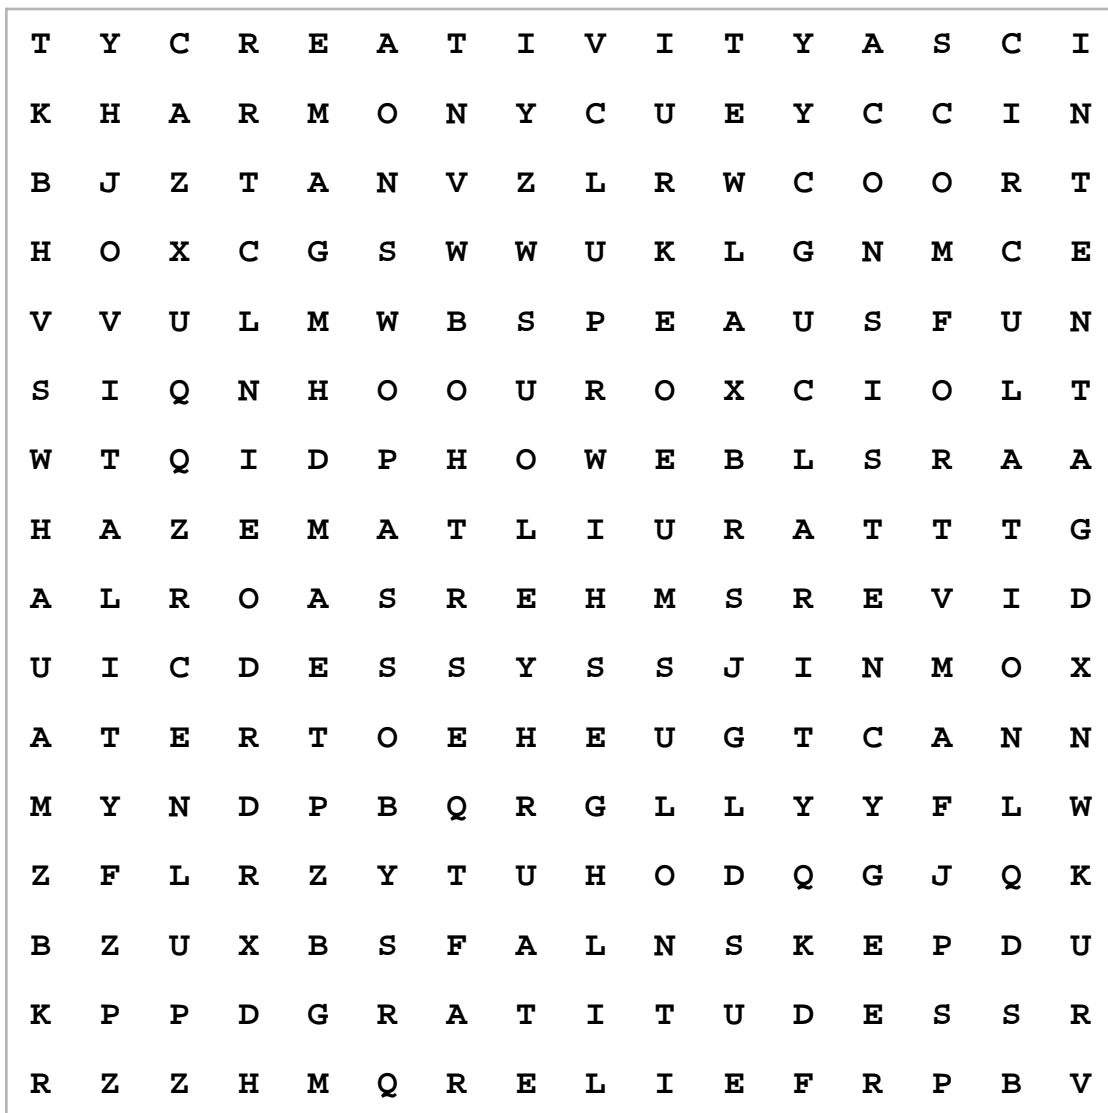 T Y C R E A T I V I T Y A S C I
K H A R M O N Y C U E Y C C I N
B J Z T A N V Z L R W C O O R T
H O X C G S W W U K L G N M C E
V V U L M W B S P E A U S F U N
S I Q N H O O U R O X C I O L T
W T Q I D P H O W E B L S R A A
H A Z E M A T L I U R A T T T G
A L R O A S R E H M S R E V I D
U I C D E S S Y S S J I N M O X
A T E R T O E H E U G T C A N N
M Y N D P B Q R G L L Y Y F L W
Z F L R Z Y T U H O D Q G J Q K
B Z U X B S F A L N S K E P D U
K P P D G R A T I T U D E S S R
R Z Z H M Q R E L I E F R P B V